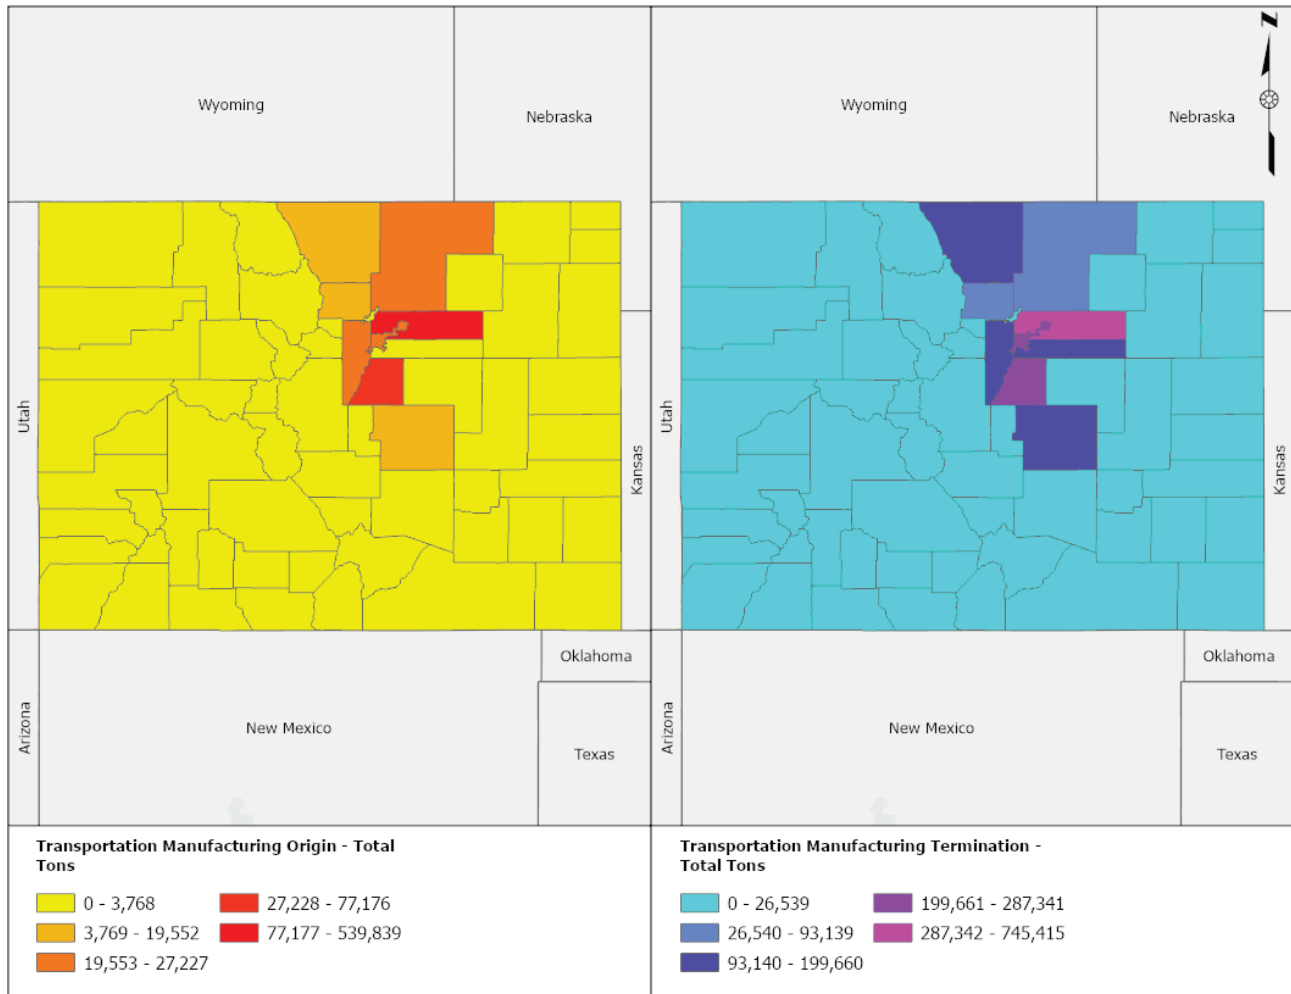 N
Wyoming
Nebraska
Utah
Kansas
Arizona
New Mexico
Oklahoma
Texas
Wyoming
Nebraska
Utah
Kansas
Arizona
New Mexico
Oklahoma
Texas
Transportation Manufacturing Origin - Total
Tons
0 - 3,768
3,769 - 19,552
19,553 - 27,227
27,228 - 77,176
77,177 - 539,839
Transportation Manufacturing Termination -
Total Tons
0 - 26,539
26,540 - 93,139
93,140 - 199,660
199,661 - 287,341
287,342 - 745,415